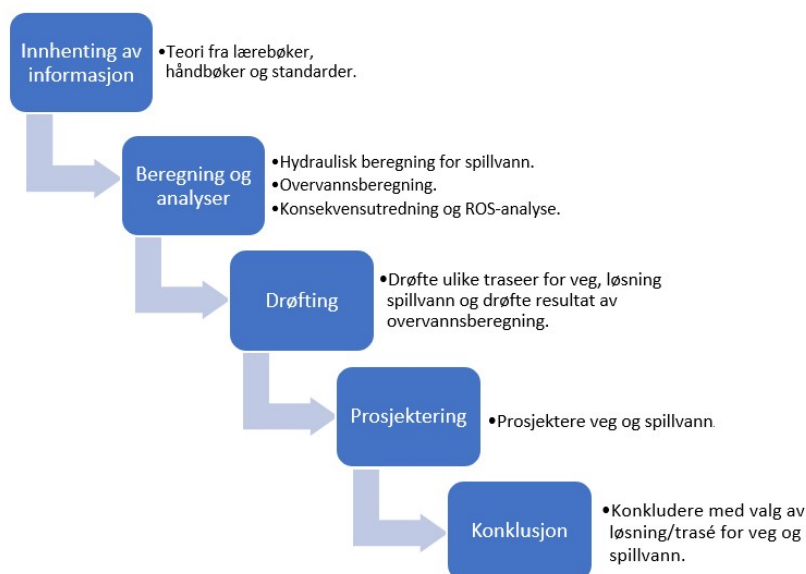 Innhenting av
informasjon
•Teori fra lærebøker,
håndbøker og standarder.
Beregning og
analyser
•Hydraulisk beregning for spillvann.
•Overvannsberegning.
•Konsekvensutredning og ROS-analyse.
Drøfting
•Drøfte ulike traseer for veg, løsning
spillvann og drøfte resultat av
overvannsberegning.
Prosjektering
•Prosjektere veg og spillvann.
Konklusjon
•Konkludere med valg av
løsning/trasé for veg og
spillvann.